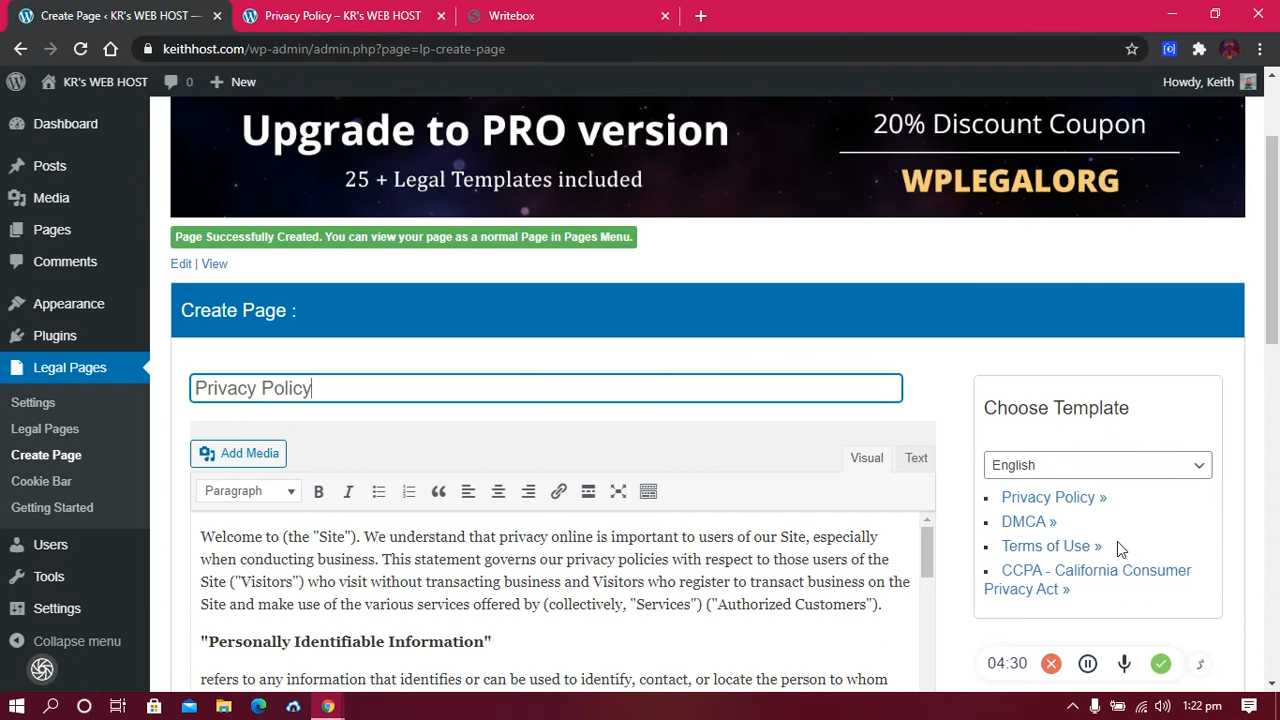 Create Page < KR's WEB HOST —
Privacy Policy – KR's WEB HOST
Writebox
keithhost.com/wp-admin/admin.php?page=lp-create-page
KR's WEB HOST
0
New
Howdy, Keith
Dashboard
Posts
Media
Pages
Comments
Appearance
Plugins
Legal Pages
Settings
Legal Pages
Create Page
Cookie Bar
Getting Started
Users
Tools
Settings
Collapse menu
Upgrade to PRO version
25 + Legal Templates included
20% Discount Coupon
WPLEGALORG
Page Successfully Created. You can view your page as a normal Page in Pages Menu.
Edit | View
Create Page :
Privacy Policy
Add Media
Visual
Text
Paragraph
Welcome to (the "Site"). We understand that privacy online is important to users of our Site, especially
when conducting business. This statement governs our privacy policies with respect to those users of the
Site ("Visitors") who visit without transacting business and Visitors who register to transact business on the
Site and make use of the various services offered by (collectively, "Services") ("Authorized Customers").
"Personally Identifiable Information"
refers to any information that identifies or can be used to identify, contact, or locate the person to whom
Choose Template
English
Privacy Policy »
DMCA »
Terms of Use »
CCPA - California Consumer
Privacy Act »
04:30
1:22 pm